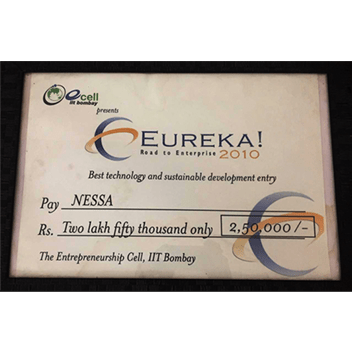 ecell
iit bombay
presents
EUREKA!
Road to Enterprise 2010
Best technology and sustainable development entry
Pay NESSA
Rs. Two lakh fifty thousand only 2,50,000/-
The Entrepreneurship Cell, IIT Bombay